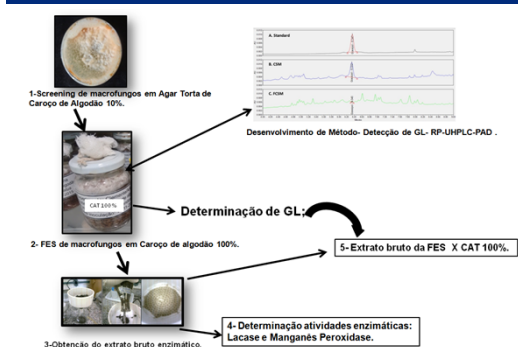 A. Standard
B. CSM
C. FCSM
1-Screening de macrofungos em Agar Torta de
Caroço de Algodão 10%.
Desenvolvimento de Método- Detecção de GL- RP-UHPLC-PAD .
CAT 100%
Determinação de GL;
2- FES de macrofungos em Caroço de algodão 100%.
5- Extrato bruto da FES X CAT 100%.
4- Determinação atividades enzimáticas:
Lacase e Manganês Peroxidase.
3-Obtenção do extrato bruto enzimático.